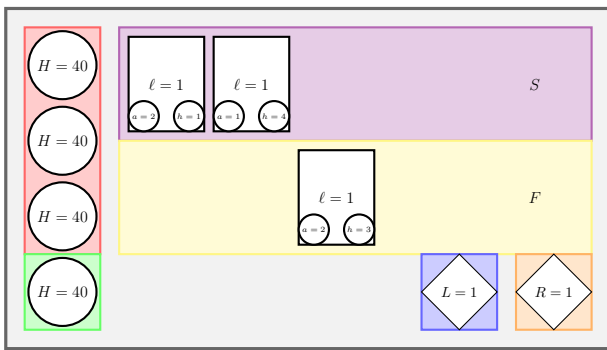 H = 40
H = 40
H = 40
H = 40
ℓ = 1
a = 2 h = 1
ℓ = 1
a = 1 h = 4
S
ℓ = 1
a = 2 h = 3
F
L = 1
R = 1